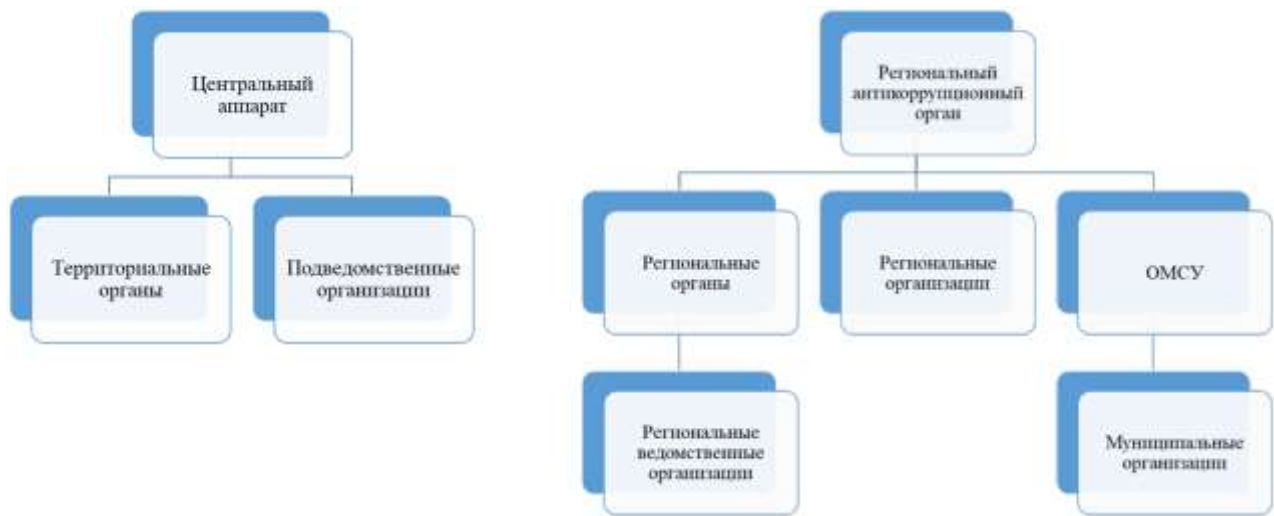 Центральный
аппарат
Территориальные
органы
Подведомственные
организации
Региональный
антикоррупционный
орган
Региональные
органы
Региональные
организации
ОМСУ
Региональные
ведомственные
организации
Муниципальные
организации